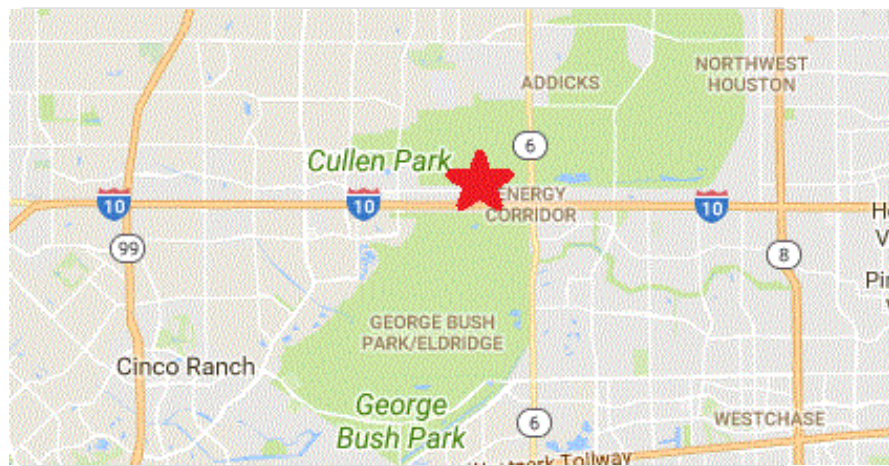 ADDICKS
NORTHWEST
HOUSTON
6
Cullen Park
ENERGY
CORRIDOR
10
10
10
99
8
GEORGE BUSH
PARK/ELDRIDGE
Cinco Ranch
George
Bush Park
6
WESTCHASE
Tollway